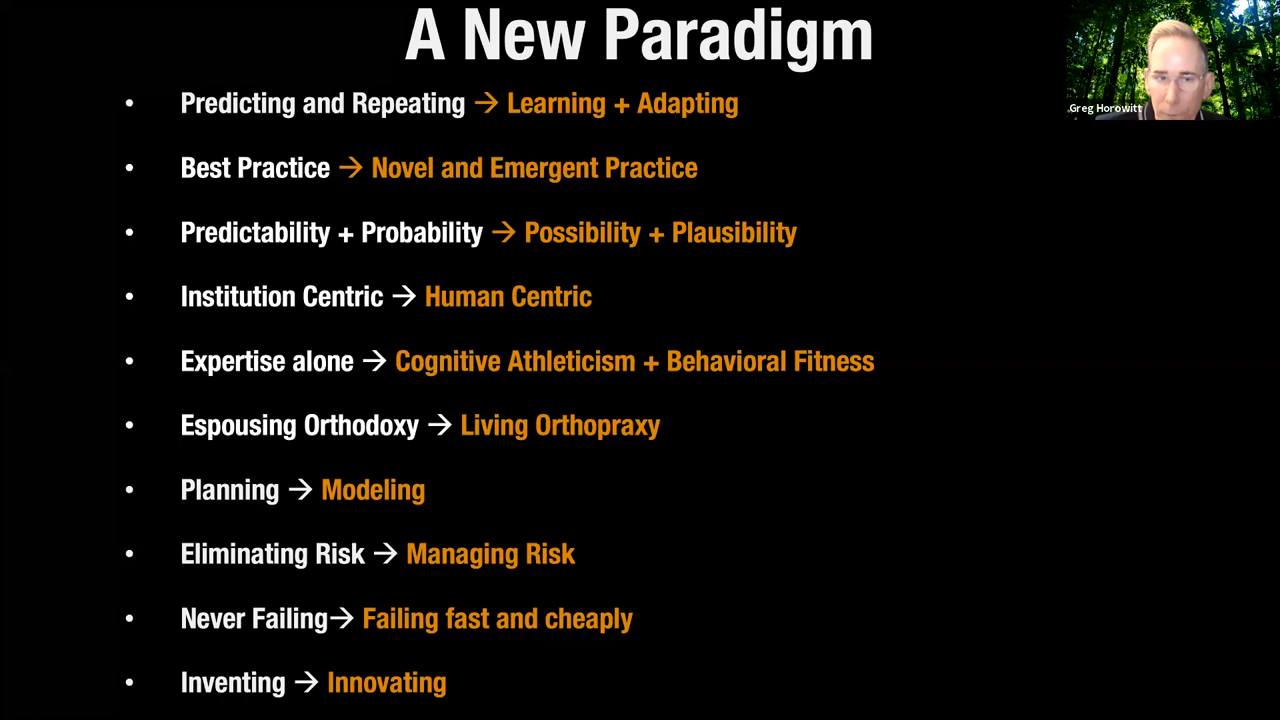 A New Paradigm
Greg Horowitt
• Predicting and Repeating → Learning + Adapting
• Best Practice → Novel and Emergent Practice
• Predictability + Probability → Possibility + Plausibility
• Institution Centric → Human Centric
• Expertise alone → Cognitive Athleticism + Behavioral Fitness
• Espousing Orthodoxy → Living Orthopraxy
• Planning → Modeling
• Eliminating Risk → Managing Risk
• Never Failing→ Failing fast and cheaply
• Inventing → Innovating